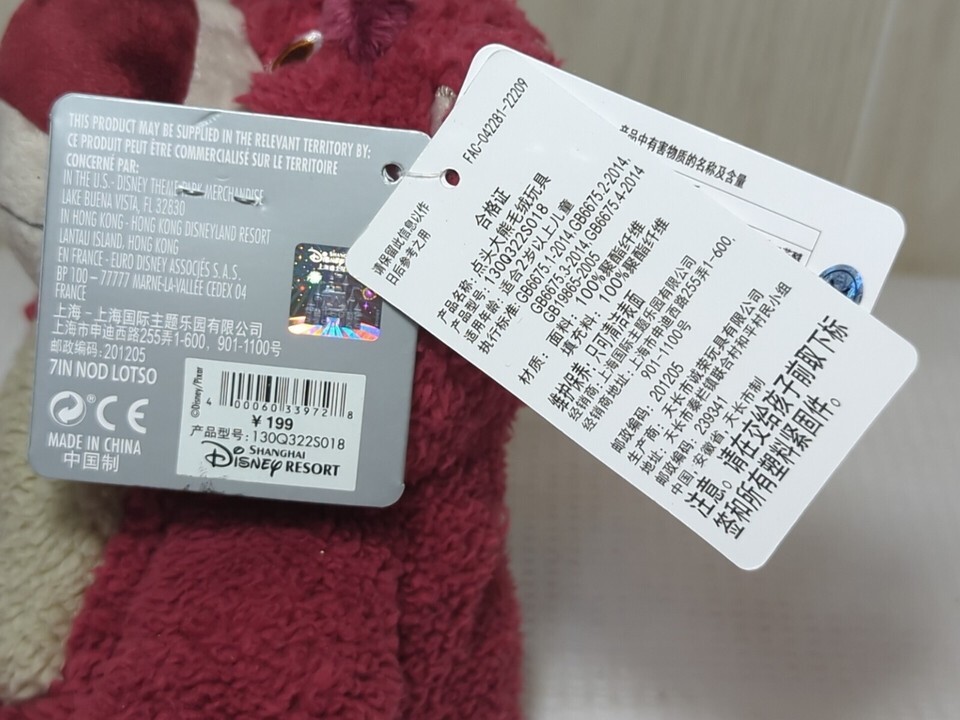 THIS PRODUCT MAY BE SUPPLIED IN THE RELEVANT TERRITORY BY:
CE PRODUIT PEUT ÊTRE COMMERCIALISÉ SUR LE TERRITOIRE
CONCERNÉ PAR:
IN THE U.S.- DISNEY THEME PARK MERCHANDISE
LAKE BUENA VISTA, FL 32830
IN HONG KONG - HONG KONG DISNEYLAND RESORT
LANTAU ISLAND, HONG KONG
EN FRANCE - EURO DISNEY ASSOCIÉS S.A.S.
BP 100 – 77777 MARNE-LA-VALLÉE CEDEX 04
FRANCE
上海 – 上海国际主题乐园有限公司
上海市申迪西路255弄1-600, 901-1100号
邮政编码: 201205
7IN NOD LOTSO
CE
MADE IN CHINA
中国制
©Disney/Pixar
4 00060 33972 8
¥ 199
产品型号: 130Q322S018
SHANGHAI
Disney RESORT
FAC-042281-22209
请保留此信息以作
日后参考之用
合格证
产品名称: 点头大熊毛绒玩具
产品型号: 130Q322S018
适用年龄: 适合2岁以上儿童
执行标准: GB6675.1-2014,GB6675.2-2014,
GB6675.3-2014,GB6675.4-2014
GB19865-2005
材质: 面料: 100%聚酯纤维
填充料: 100%聚酯纤维
维护保养: 只可清洁表面
经销商: 上海国际主题乐园有限公司
经销商地址: 上海市申迪西路255弄1-600,
901-1100号
邮政编码: 201205
生产商: 天长市诚荣玩具有限公司
地址: 天长市秦栏镇联合村和平村民小组
邮政编码: 239341
中国·安徽省·天长市制
注意。请在交给孩子前取下标
签和所有塑料紧固件。
产品中有害物质的名称及含量